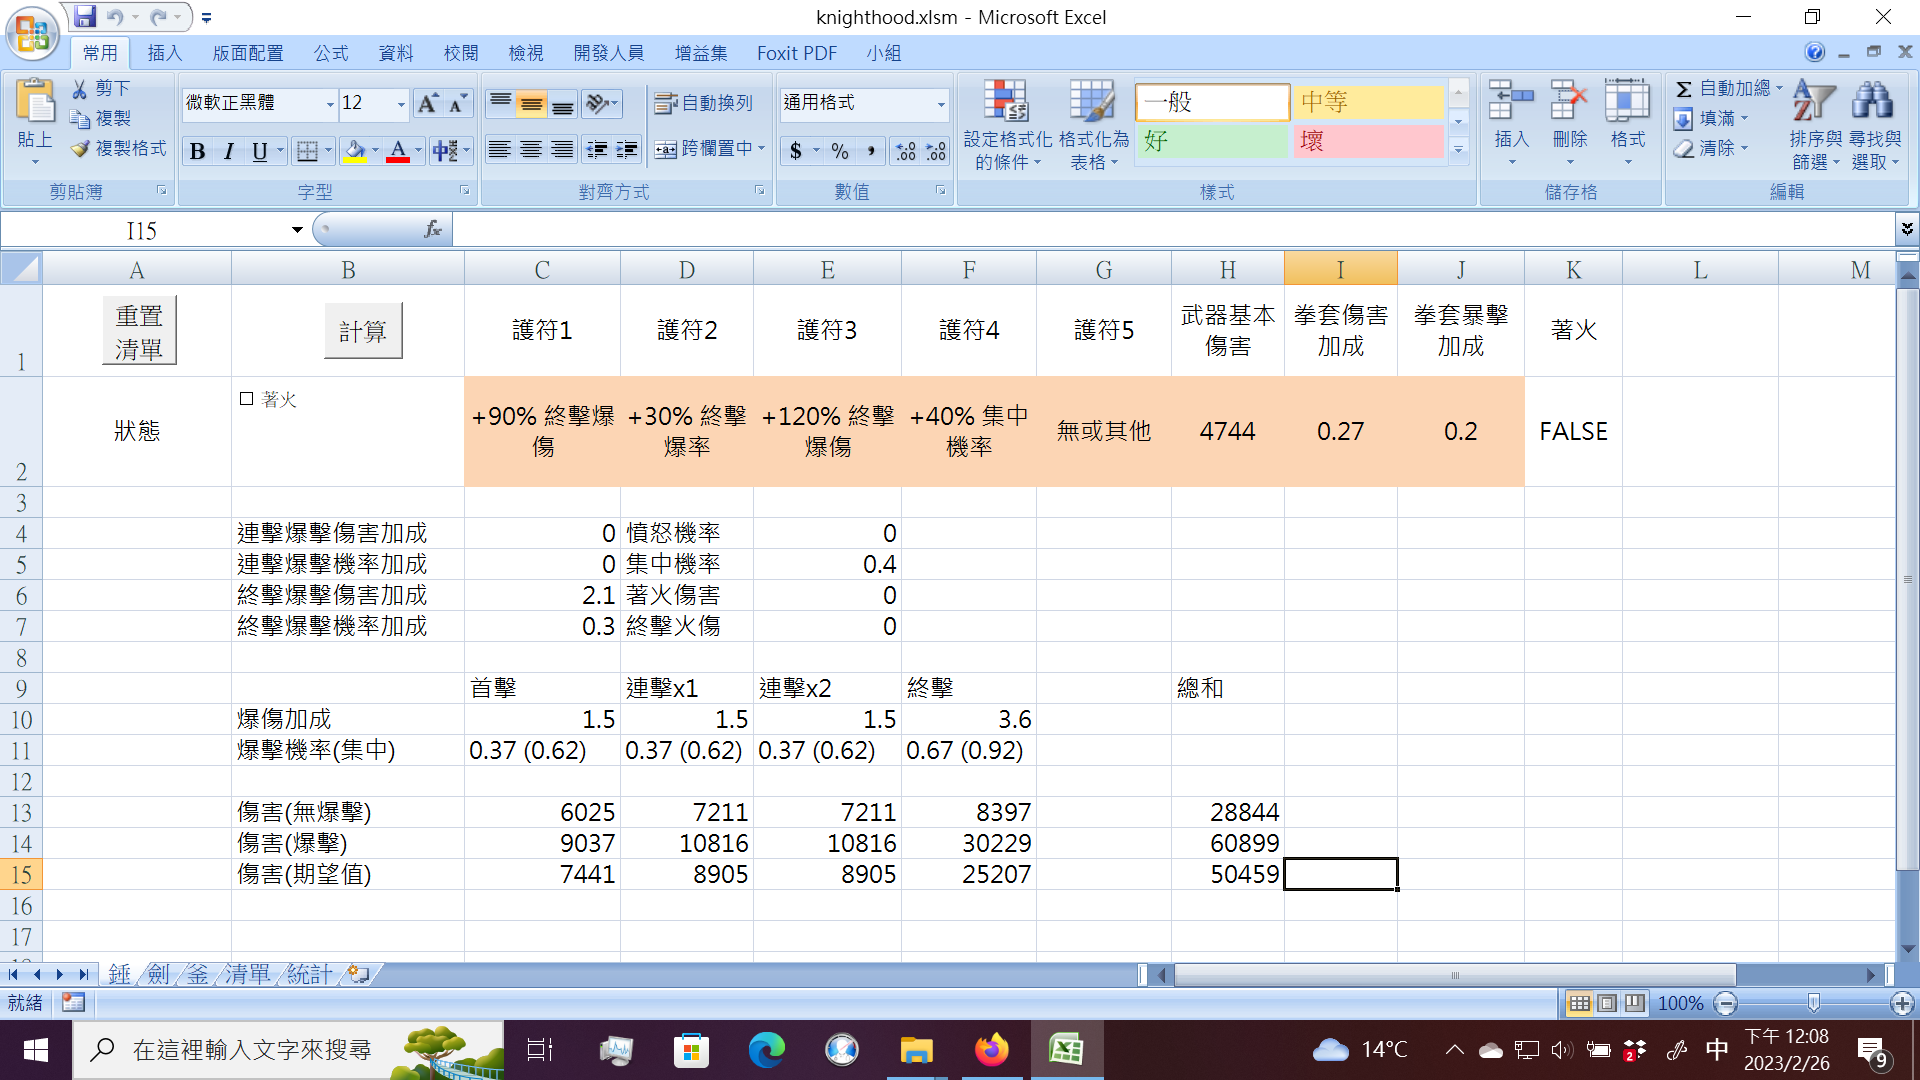 knighthood.xlsm - Microsoft Excel
常用 插入 版面配置 公式 資料 校閱 檢視 開發人員 增益集 Foxit PDF 小組
貼上 剪下 複製 複製格式 剪貼簿
微軟正黑體 12
B I U A 中 字型
自動換列
跨欄置中 對齊方式
通用格式
$ % , 數值
設定格式化的條件 格式化為表格
一般 中等
好 壞
樣式
插入 刪除 格式
儲存格
Σ 自動加總
填滿
清除
排序與篩選 尋找與選取
編輯
I15 fx
A B C D E F G H I J K L M
1 重置清單 計算 護符1 護符2 護符3 護符4 護符5 武器基本傷害 拳套傷害加成 拳套暴擊加成 著火
2 狀態 著火 +90% 終擊爆傷 +30% 終擊爆率 +120% 終擊爆傷 +40% 集中機率 無或其他 4744 0.27 0.2 FALSE
3
4 連擊爆擊傷害加成 0 憤怒機率 0
5 連擊爆擊機率加成 0 集中機率 0.4
6 終擊爆擊傷害加成 2.1 著火傷害 0
7 終擊爆擊機率加成 0.3 終擊火傷 0
8
9 首擊 連擊x1 連擊x2 終擊 總和
10 爆傷加成 1.5 1.5 1.5 3.6
11 爆擊機率(集中) 0.37 (0.62) 0.37 (0.62) 0.37 (0.62) 0.67 (0.92)
12
13 傷害(無爆擊) 6025 7211 7211 8397 28844
14 傷害(爆擊) 9037 10816 10816 30229 60899
15 傷害(期望值) 7441 8905 8905 25207 50459
16
17
錘 劍 釜 清單 統計
就緒 100%
在這裡輸入文字來搜尋
14°C
2
中
下午 12:08
2023/2/26
9